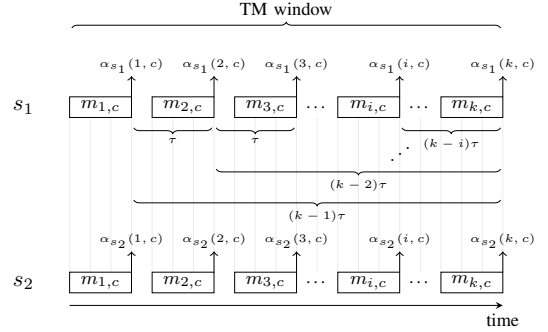 TM window
α_{s_1}(1, c) α_{s_1}(2, c) α_{s_1}(3, c) α_{s_1}(i, c) α_{s_1}(k, c)
s_1 m_{1,c} m_{2,c} m_{3,c} ... m_{i,c} ... m_{k,c}
τ τ (k − i)τ
(k − 2)τ
(k − 1)τ
α_{s_2}(1, c) α_{s_2}(2, c) α_{s_2}(3, c) α_{s_2}(i, c) α_{s_2}(k, c)
s_2 m_{1,c} m_{2,c} m_{3,c} ... m_{i,c} ... m_{k,c}
time